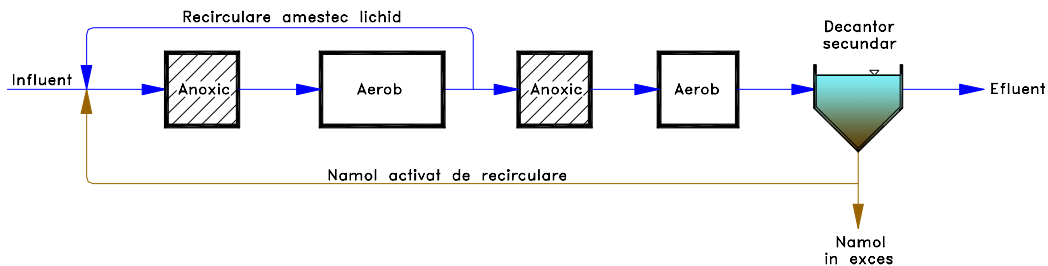 Recirculare amestec lichid
Decantor
secundar
Influent
Anoxic
Aerob
Anoxic
Aerob
Efluent
Namol activat de recirculare
Namol
in exces